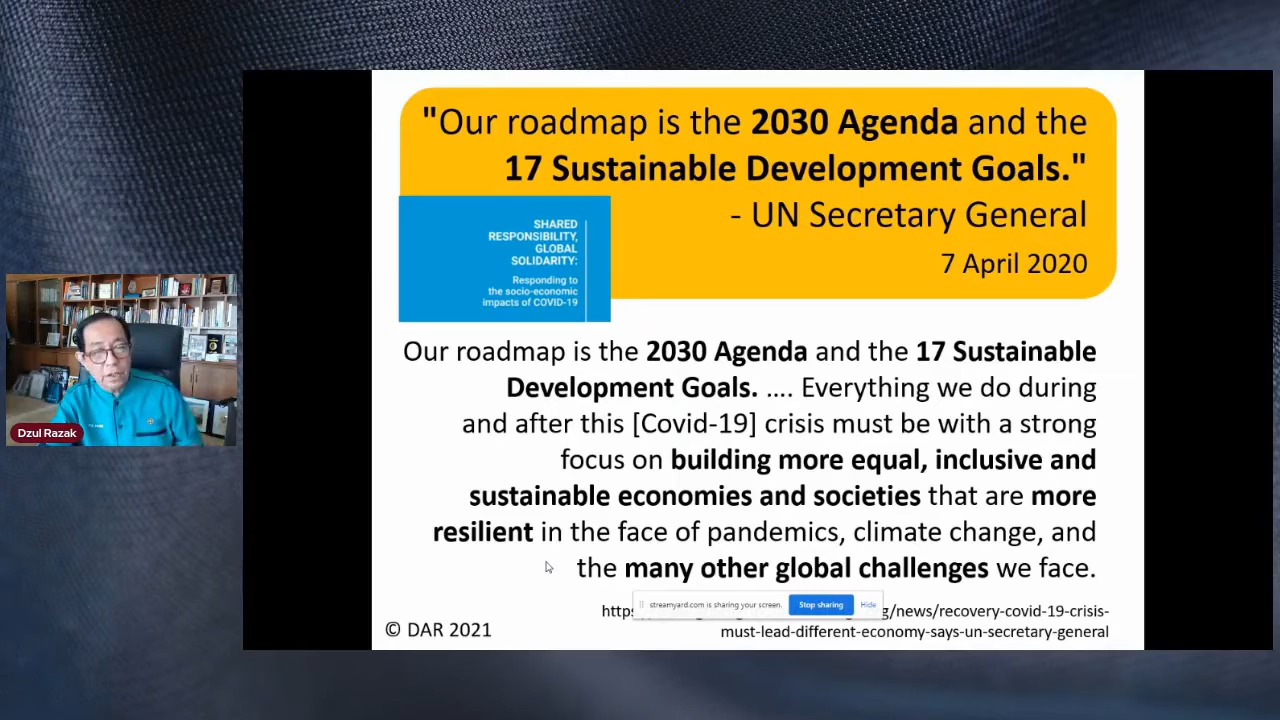 "Our roadmap is the 2030 Agenda and the
17 Sustainable Development Goals."
- UN Secretary General
7 April 2020
SHARED
RESPONSIBILITY,
GLOBAL
SOLIDARITY:
Responding to
the socio-economic
impacts of COVID-19
Our roadmap is the 2030 Agenda and the 17 Sustainable
Development Goals. .... Everything we do during
and after this [Covid-19] crisis must be with a strong
focus on building more equal, inclusive and
sustainable economies and societies that are more
resilient in the face of pandemics, climate change, and
the many other global challenges we face.
streamyard.com is sharing your screen. Stop sharing Hide
g/news/recovery-covid-19-crisis-
must-lead-different-economy-says-un-secretary-general
© DAR 2021
Dzul Razak